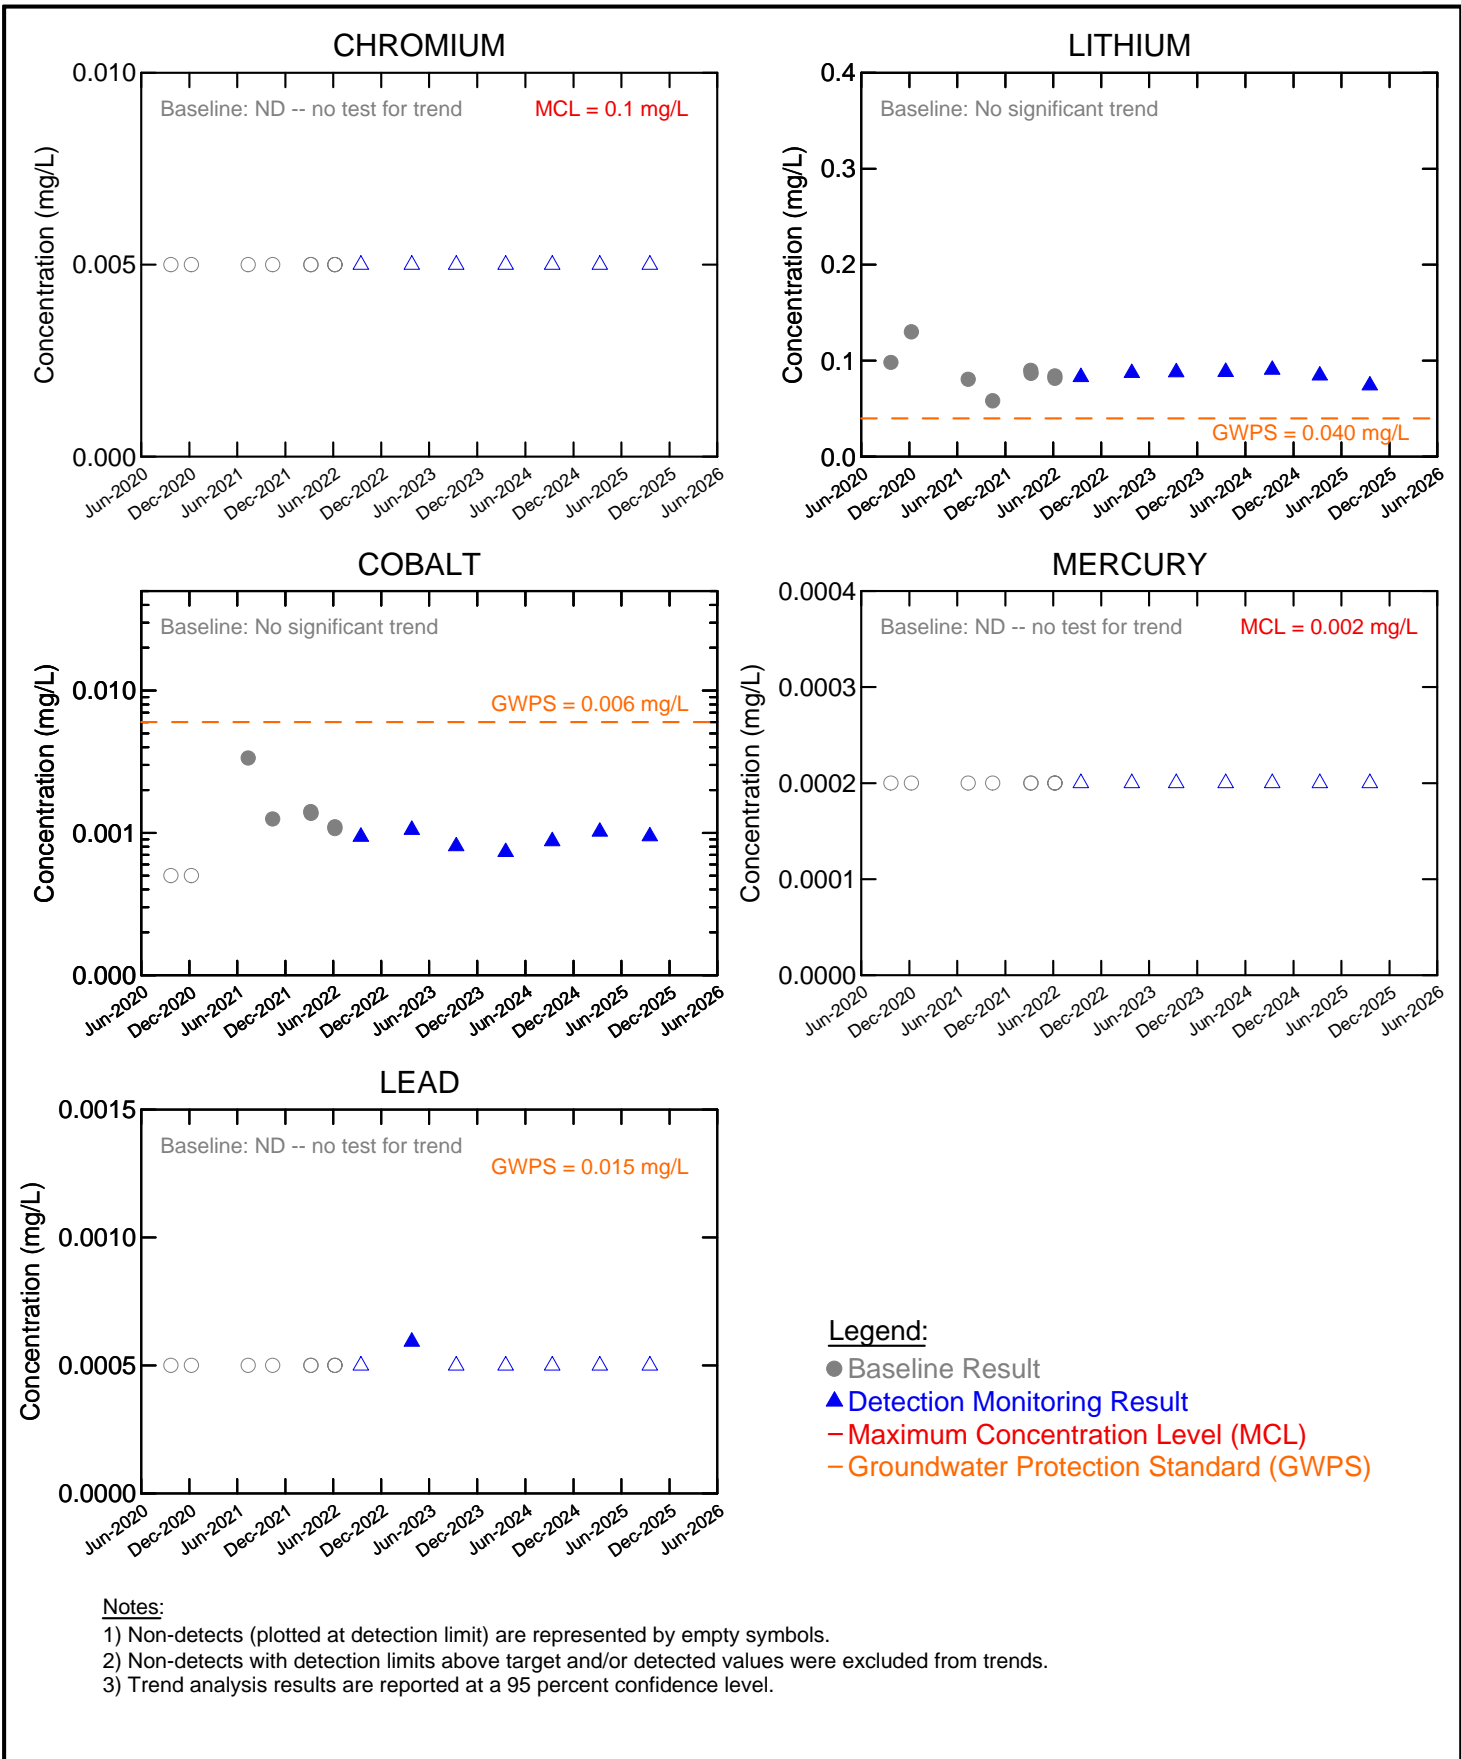 CHROMIUM
0.010
0.005
0.000
Concentration (mg/L)
Baseline: ND -- no test for trend
MCL = 0.1 mg/L
Jun-2020
Dec-2020
Jun-2021
Dec-2021
Jun-2022
Dec-2022
Jun-2023
Dec-2023
Jun-2024
Dec-2024
Jun-2025
Dec-2025
Jun-2026
LITHIUM
0.4
0.3
0.2
0.1
0.0
Concentration (mg/L)
Baseline: No significant trend
GWPS = 0.040 mg/L
Jun-2020
Dec-2020
Jun-2021
Dec-2021
Jun-2022
Dec-2022
Jun-2023
Dec-2023
Jun-2024
Dec-2024
Jun-2025
Dec-2025
Jun-2026
COBALT
0.010
0.001
0.000
Concentration (mg/L)
Baseline: No significant trend
GWPS = 0.006 mg/L
Jun-2020
Dec-2020
Jun-2021
Dec-2021
Jun-2022
Dec-2022
Jun-2023
Dec-2023
Jun-2024
Dec-2024
Jun-2025
Dec-2025
Jun-2026
MERCURY
0.0004
0.0003
0.0002
0.0001
0.0000
Concentration (mg/L)
Baseline: ND -- no test for trend
MCL = 0.002 mg/L
Jun-2020
Dec-2020
Jun-2021
Dec-2021
Jun-2022
Dec-2022
Jun-2023
Dec-2023
Jun-2024
Dec-2024
Jun-2025
Dec-2025
Jun-2026
LEAD
0.0015
0.0010
0.0005
0.0000
Concentration (mg/L)
Baseline: ND -- no test for trend
GWPS = 0.015 mg/L
Jun-2020
Dec-2020
Jun-2021
Dec-2021
Jun-2022
Dec-2022
Jun-2023
Dec-2023
Jun-2024
Dec-2024
Jun-2025
Dec-2025
Jun-2026
Legend:
Baseline Result
Detection Monitoring Result
Maximum Concentration Level (MCL)
Groundwater Protection Standard (GWPS)
Notes:
1) Non-detects (plotted at detection limit) are represented by empty symbols.
2) Non-detects with detection limits above target and/or detected values were excluded from trends.
3) Trend analysis results are reported at a 95 percent confidence level.